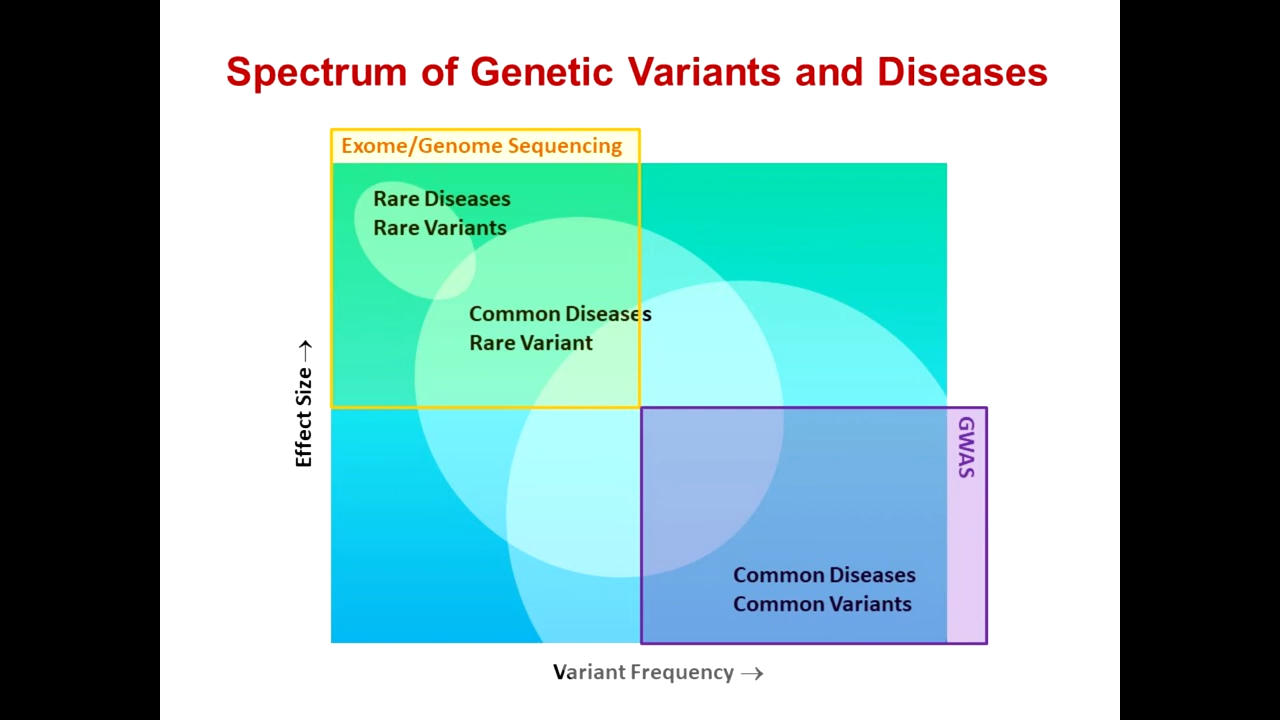 Spectrum of Genetic Variants and Diseases
Exome/Genome Sequencing
Rare Diseases
Rare Variants
Common Diseases
Rare Variant
Effect Size →
GWAS
Common Diseases
Common Variants
Variant Frequency →